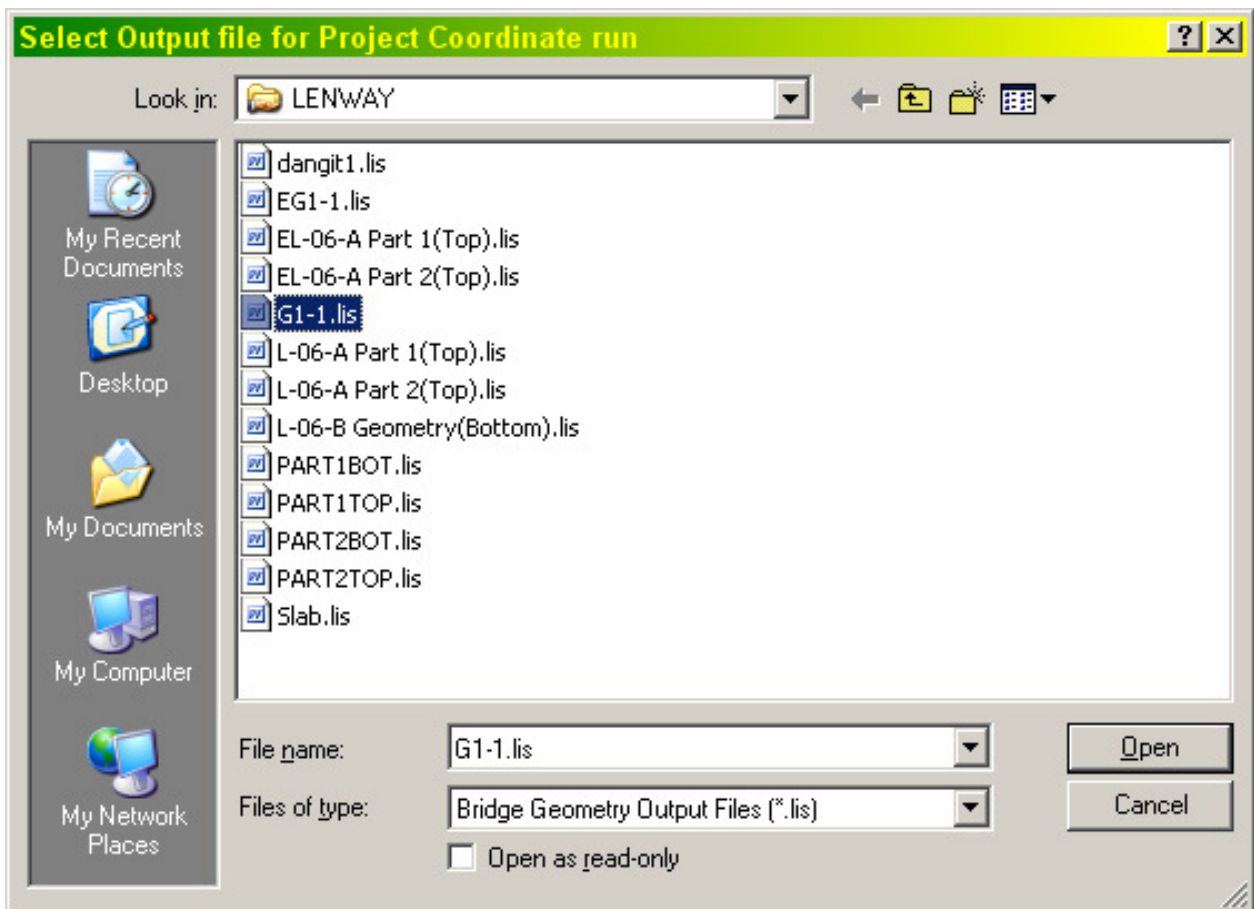 Select Output file for Project Coordinate run
Look in:
LENWAY
My Recent
Documents
Desktop
My Documents
My Computer
My Network
Places
dangit1.lis
EG1-1.lis
EL-06-A Part 1(Top).lis
EL-06-A Part 2(Top).lis
G1-1.lis
L-06-A Part 1(Top).lis
L-06-A Part 2(Top).lis
L-06-B Geometry(Bottom).lis
PART1BOT.lis
PART1TOP.lis
PART2BOT.lis
PART2TOP.lis
Slab.lis
File name:
G1-1.lis
Open
Files of type:
Bridge Geometry Output Files (*.lis)
Cancel
Open as read-only